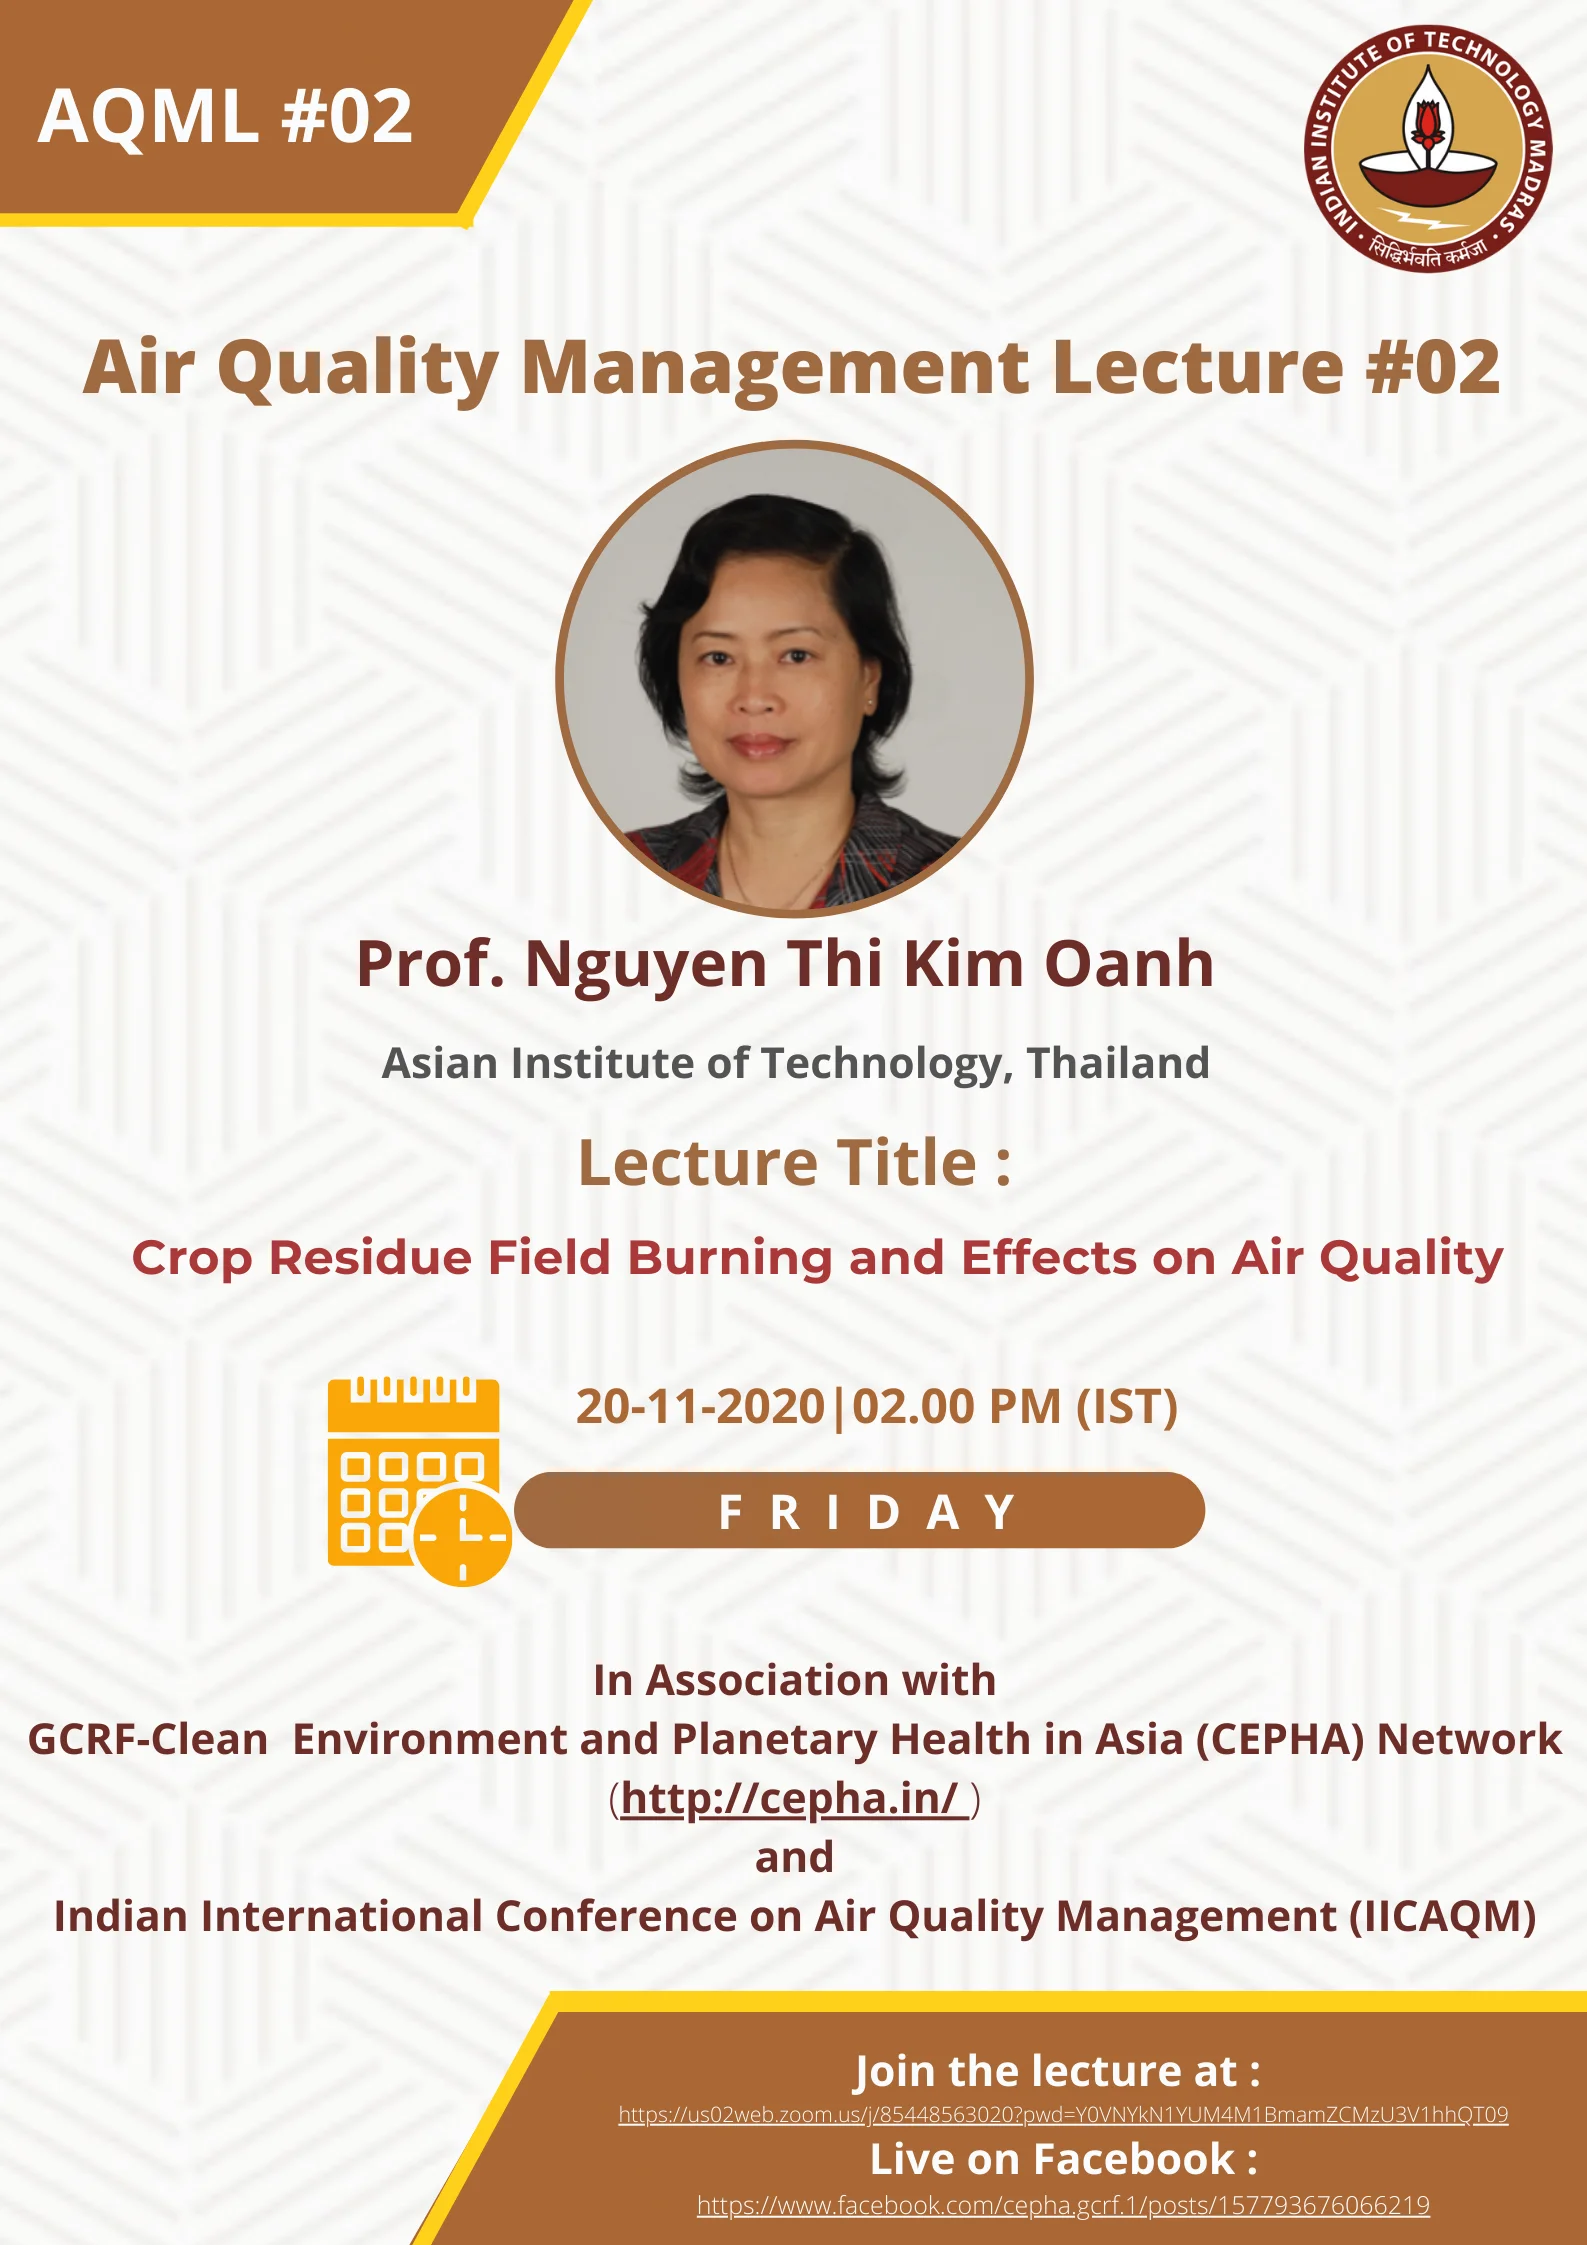 AQML #02
INDIAN INSTITUTE OF TECHNOLOGY MADRAS
सिद्धिर्भवति कर्मजा
Air Quality Management Lecture #02
Prof. Nguyen Thi Kim Oanh
Asian Institute of Technology, Thailand
Lecture Title :
Crop Residue Field Burning and Effects on Air Quality
20-11-2020|02.00 PM (IST)
FRIDAY
In Association with
GCRF-Clean Environment and Planetary Health in Asia (CEPHA) Network
(http://cepha.in/ )
and
Indian International Conference on Air Quality Management (IICAQM)
Join the lecture at :
https://us02web.zoom.us/j/85448563020?pwd=Y0VNYkN1YUM4M1BmamZCMzU3V1hhQT09
Live on Facebook :
https://www.facebook.com/cepha.gcrf.1/posts/157793676066219